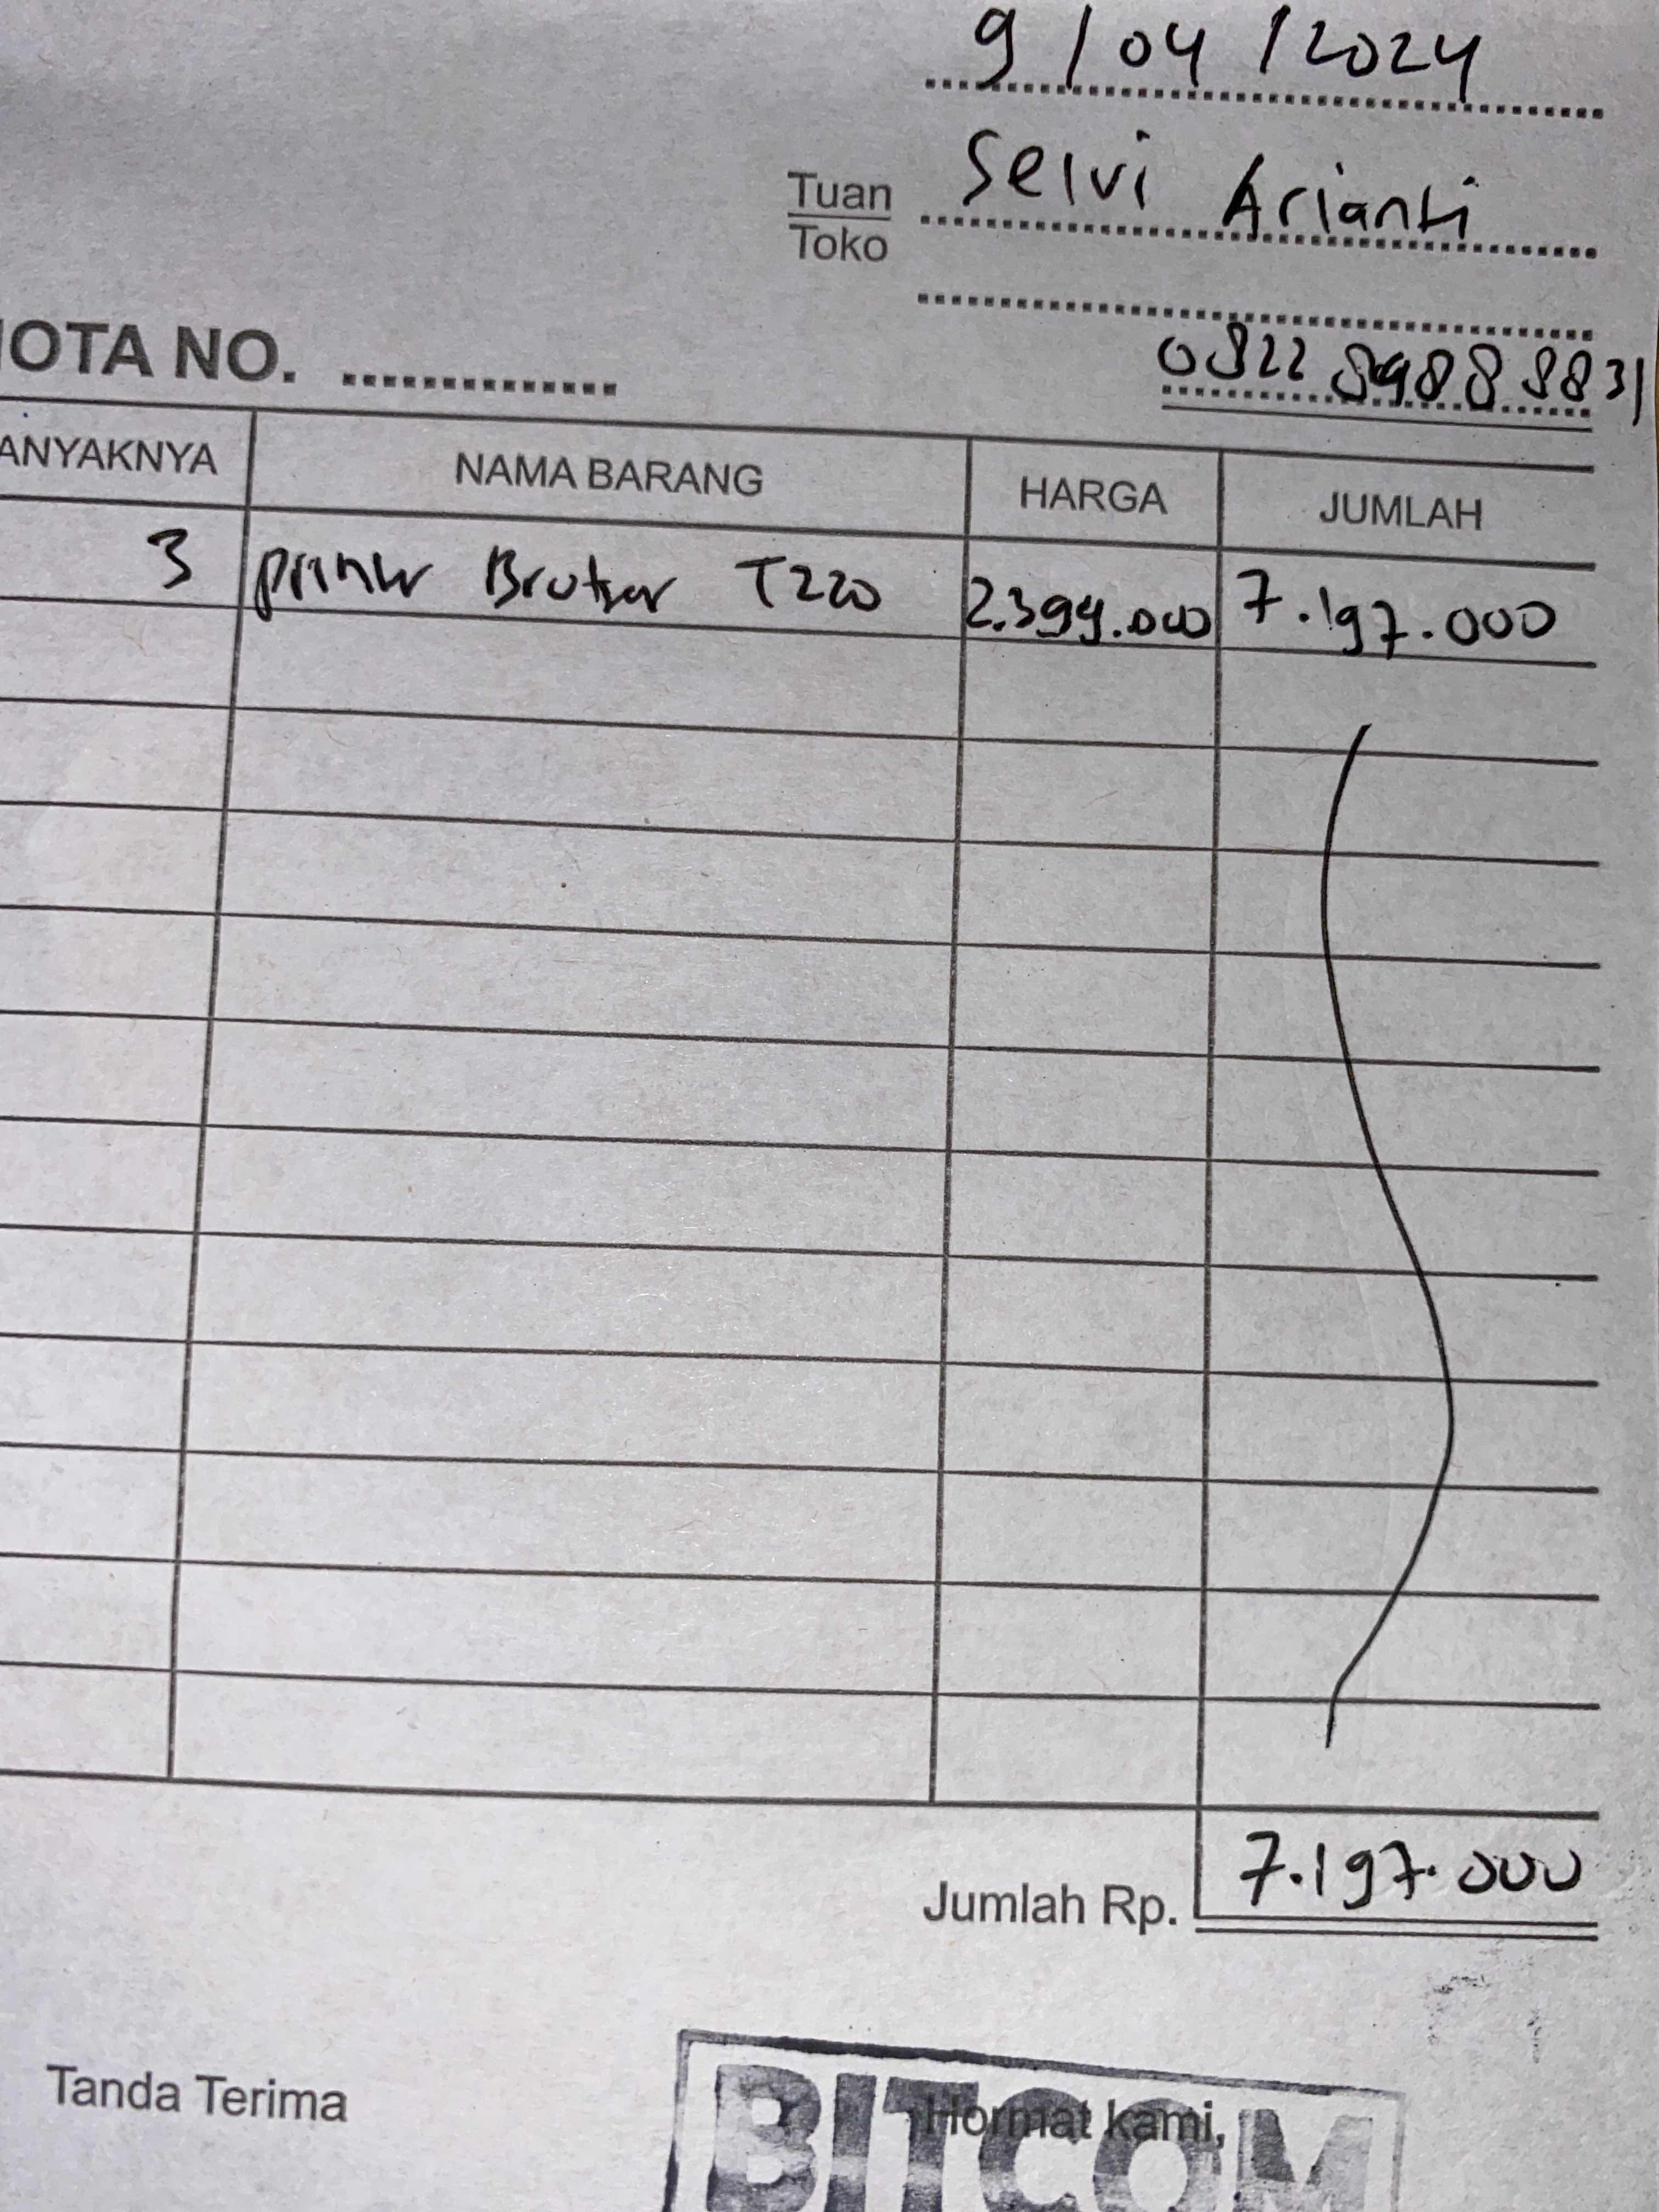 9/04/2024
Tuan Selvi Arianti
Toko
OTA NO. ..............
0822 8988 8831
ANYAKNYA NAMA BARANG HARGA JUMLAH
3 Printer Brother T220 2.399.000 7.197.000
Jumlah Rp. 7.197.000
Tanda Terima
Hormat kami,
BITCOM